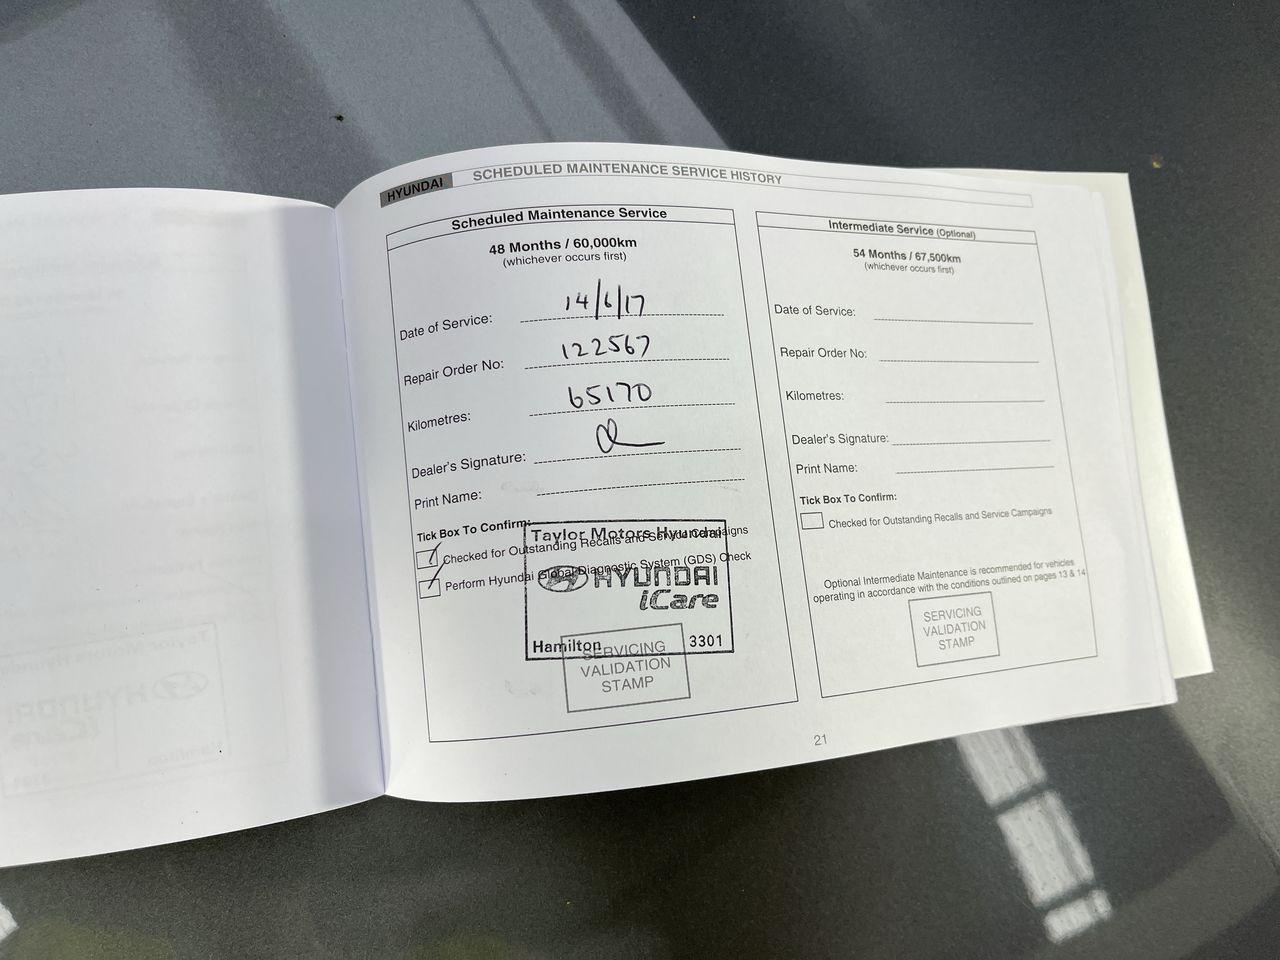 HYUNDAI
SCHEDULED MAINTENANCE SERVICE HISTORY
Scheduled Maintenance Service
48 Months / 60,000km
(whichever occurs first)
Date of Service: 14/6/17
Repair Order No: 122567
Kilometres: 65170
Dealer's Signature:
Print Name:
Tick Box To Confirm:
Checked for Outstanding Recalls and Service Campaigns
Perform Hyundai Global Diagnostic System (GDS) Check
Taylor Motors Hyundai
HYUNDAI
iCare
Hamilton 3301
SERVICING
VALIDATION
STAMP
Intermediate Service (Optional)
54 Months / 67,500km
(whichever occurs first)
Date of Service:
Repair Order No:
Kilometres:
Dealer's Signature:
Print Name:
Tick Box To Confirm:
Checked for Outstanding Recalls and Service Campaigns
Optional Intermediate Maintenance is recommended for vehicles
operating in accordance with the conditions outlined on pages 13 & 14
SERVICING
VALIDATION
STAMP
21